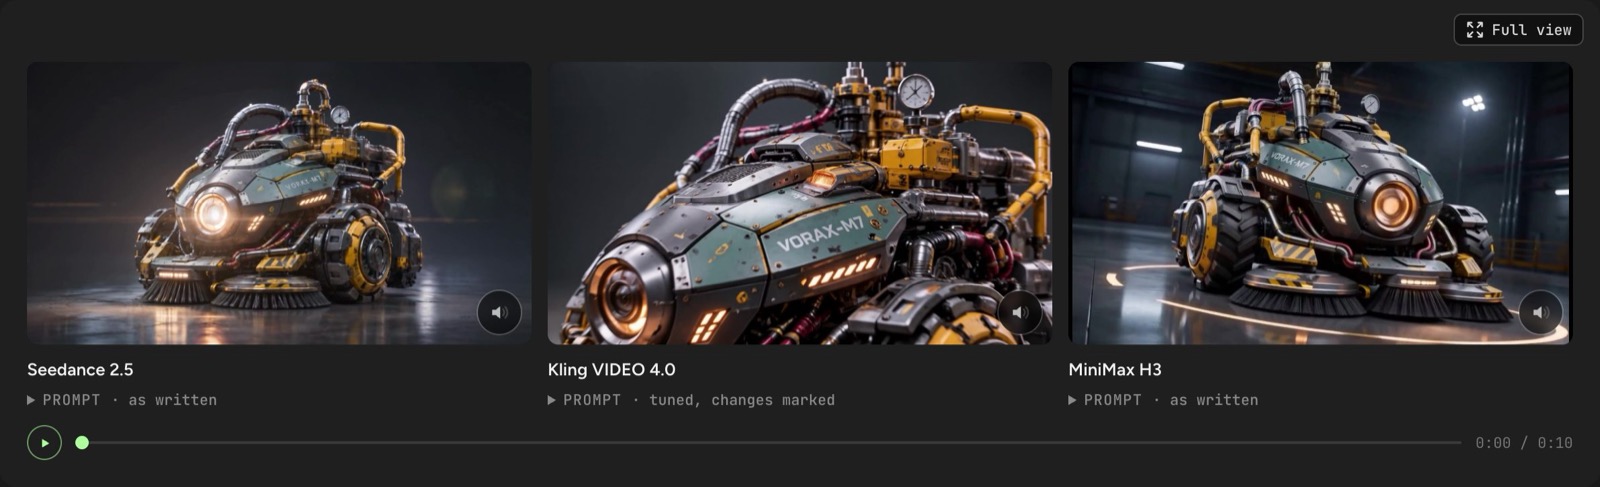 Full view
VORAX-M7
VORAX-M7
VORAX-M7
Seedance 2.5
Kling VIDEO 4.0
MiniMax H3
PROMPT · as written
PROMPT · tuned, changes marked
PROMPT · as written
0:00 / 0:10